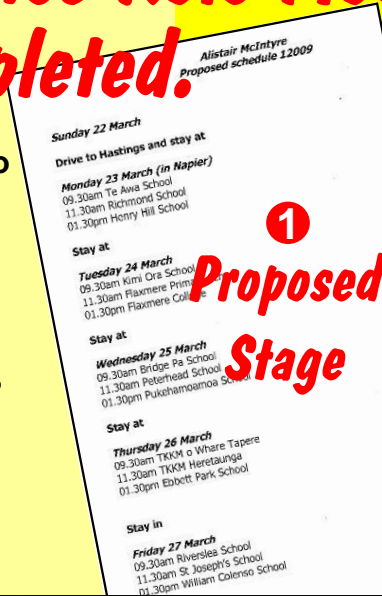 pleted.
Alistair McIntyre
Proposed schedule 12009
Sunday 22 March
Drive to Hastings and stay at
Monday 23 March (in Napier)
09.30am Te Awa School
11.30am Richmond School
01.30pm Henry Hill School
Stay at
Tuesday 24 March
09.30am Kimi Ora School
11.30am Flaxmere
01.30pm Flaxmere College
Stay at
Wednesday 25 March
09.30am Bridge Pa School
11.30am Peterhead School
01.30pm Pukehamoamoa School
Stay at
Thursday 26 March
09.30am TKKM o Whare Tapere
11.30am TKKM Heretaunga
01.30pm Ebbett Park School
Stay in
Friday 27 March
09.30am Riverslea School
11.30am St Joseph's School
01.30pm William Colenso School
1
Proposed
Stage